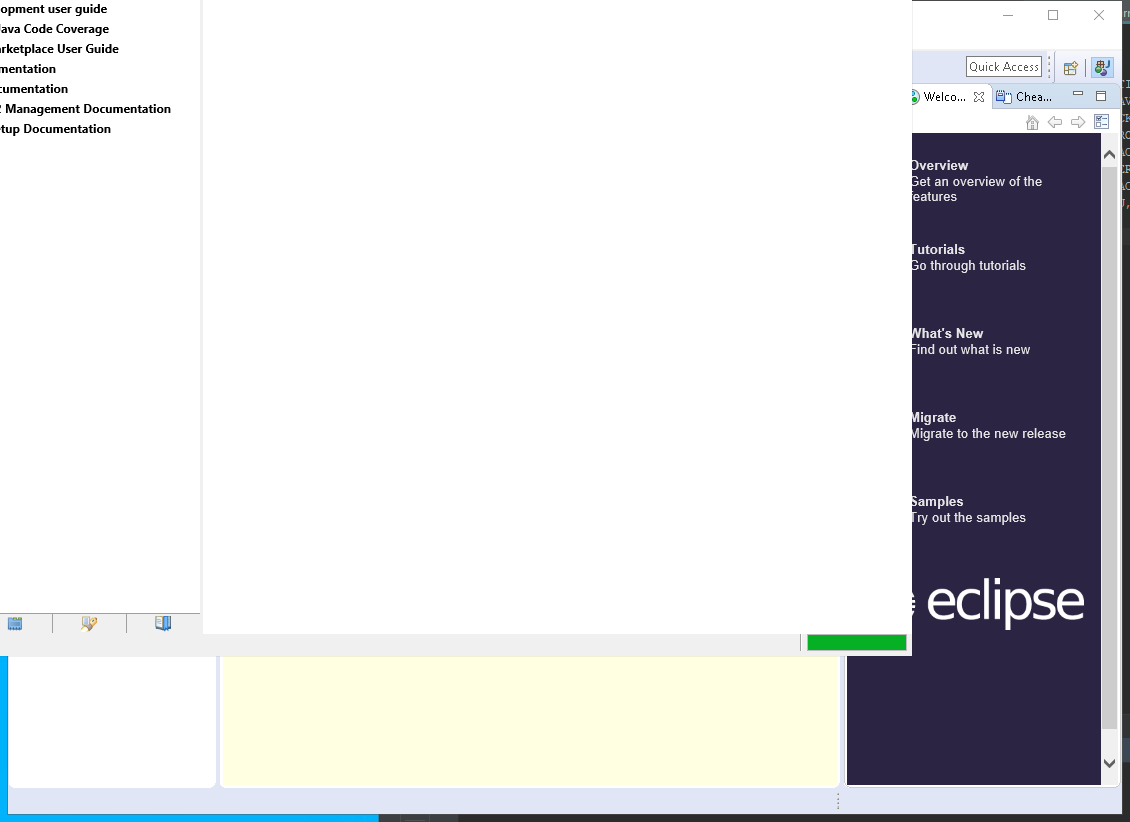 opment user guide
Java Code Coverage
arketplace User Guide
mentation
cumentation
2 Management Documentation
tup Documentation
Quick Access
Welco...
Chea...
Overview
Get an overview of the
features
Tutorials
Go through tutorials
What's New
Find out what is new
Migrate
Migrate to the new release
Samples
Try out the samples
eclipse